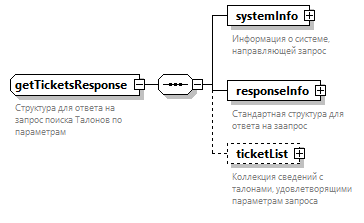 systemInfo
Информация о системе,
направляющей запрос
getTicketsResponse
Структура для ответа на
запрос поиска Талонов по
параметрам
responseInfo
Стандартная структура для
ответа на заапрос
ticketList
Коллекция сведений с
талонами, удовлетворящими
параметрам запроса